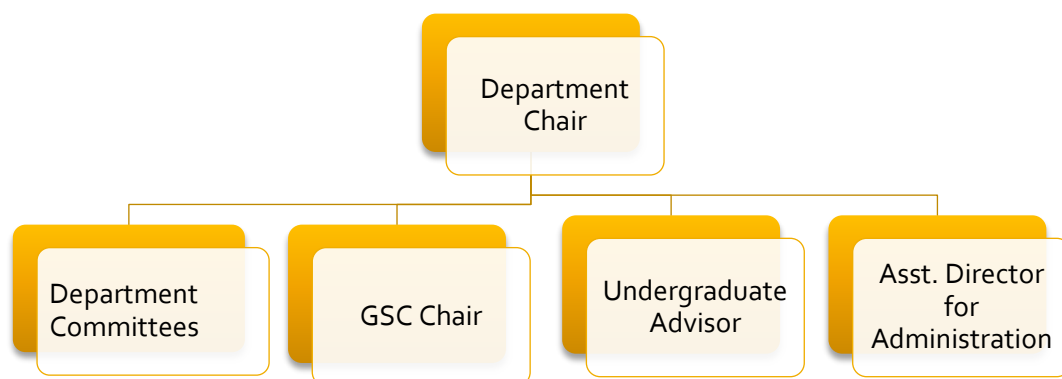 Department
Chair
Department
Committees
GSC Chair
Undergraduate
Advisor
Asst. Director
for
Administration